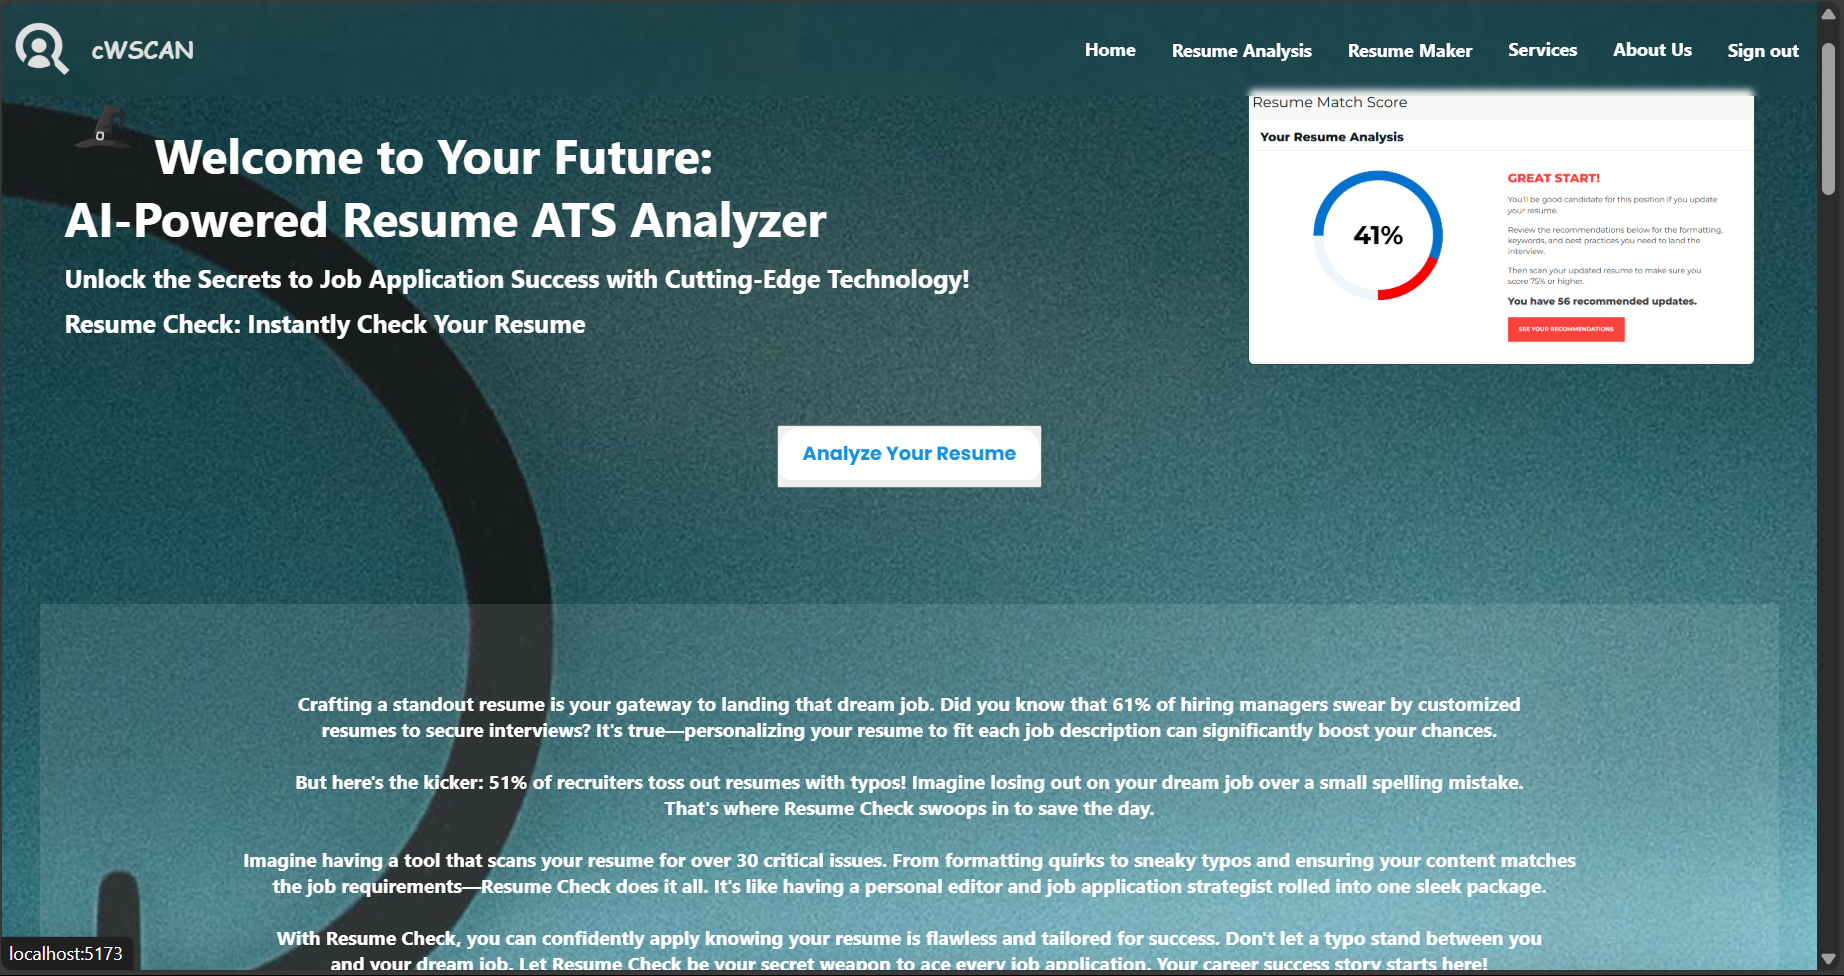 cWSCAN
Home
Resume Analysis
Resume Maker
Services
About Us
Sign out
Welcome to Your Future:
AI-Powered Resume ATS Analyzer
Unlock the Secrets to Job Application Success with Cutting-Edge Technology!
Resume Check: Instantly Check Your Resume
Resume Match Score
Your Resume Analysis
41%
GREAT START!
You'll be good candidate for this position if you update
your resume.
Review the recommendations below for the formatting,
keywords, and best practices you need to land the
interview.
Then scan your updated resume to make sure you
score 75% or higher.
You have 56 recommended updates.
SEE YOUR RECOMMENDATIONS
Analyze Your Resume
Crafting a standout resume is your gateway to landing that dream job. Did you know that 61% of hiring managers swear by customized
resumes to secure interviews? It's true—personalizing your resume to fit each job description can significantly boost your chances.
But here's the kicker: 51% of recruiters toss out resumes with typos! Imagine losing out on your dream job over a small spelling mistake.
That's where Resume Check swoops in to save the day.
Imagine having a tool that scans your resume for over 30 critical issues. From formatting quirks to sneaky typos and ensuring your content matches
the job requirements—Resume Check does it all. It's like having a personal editor and job application strategist rolled into one sleek package.
With Resume Check, you can confidently apply knowing your resume is flawless and tailored for success. Don't let a typo stand between you
and your dream job. Let Resume Check be your secret weapon to ace every job application. Your career success story starts here!
localhost:5173